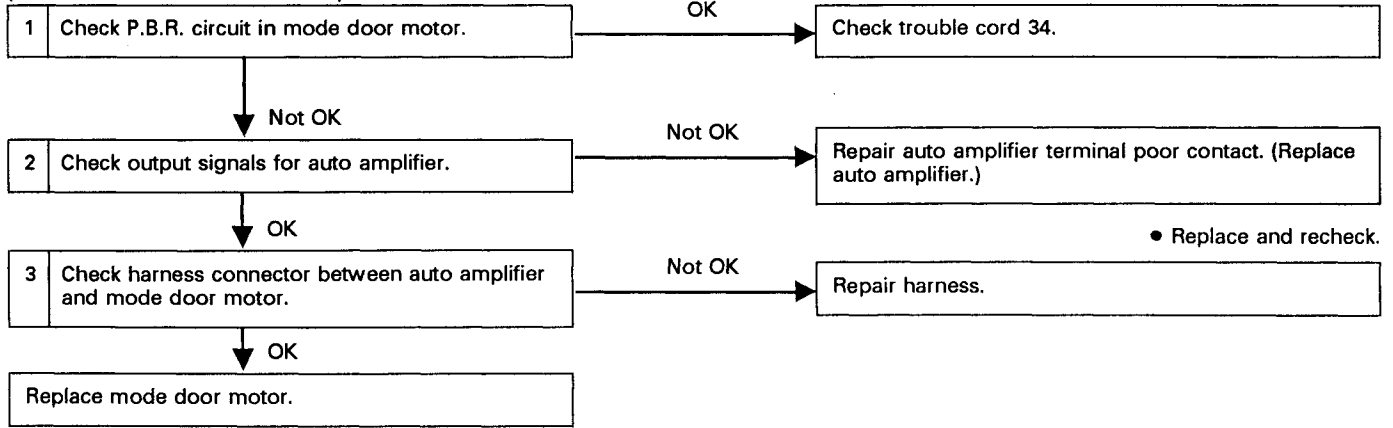 1 Check P.B.R. circuit in mode door motor.
OK
Check trouble cord 34.
Not OK
2 Check output signals for auto amplifier.
Not OK
Repair auto amplifier terminal poor contact. (Replace
auto amplifier.)
OK
● Replace and recheck.
3 Check harness connector between auto amplifier
and mode door motor.
Not OK
Repair harness.
OK
Replace mode door motor.